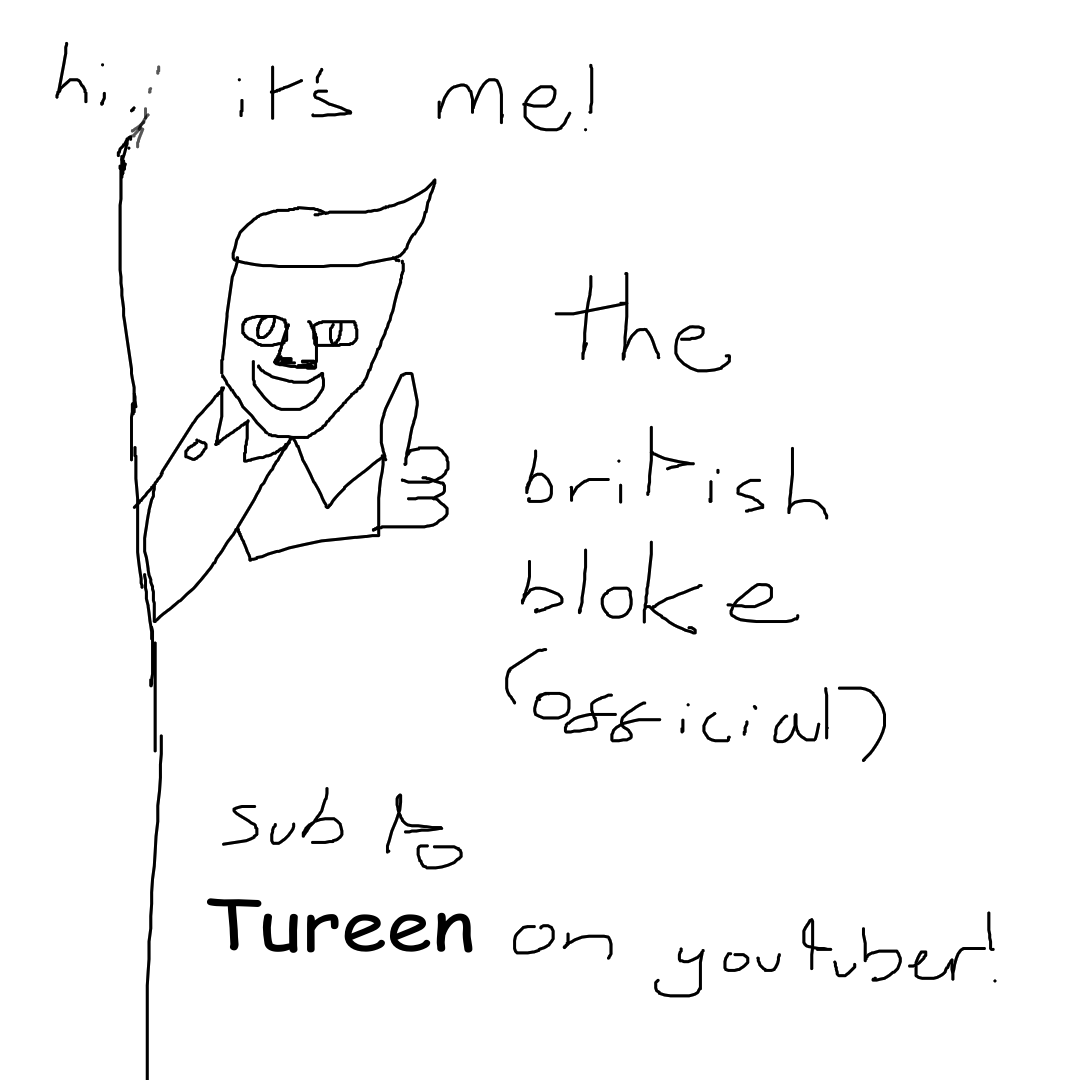 hi, it's me!
the
british
bloke
(official)
sub to
Tureen on youtuber!